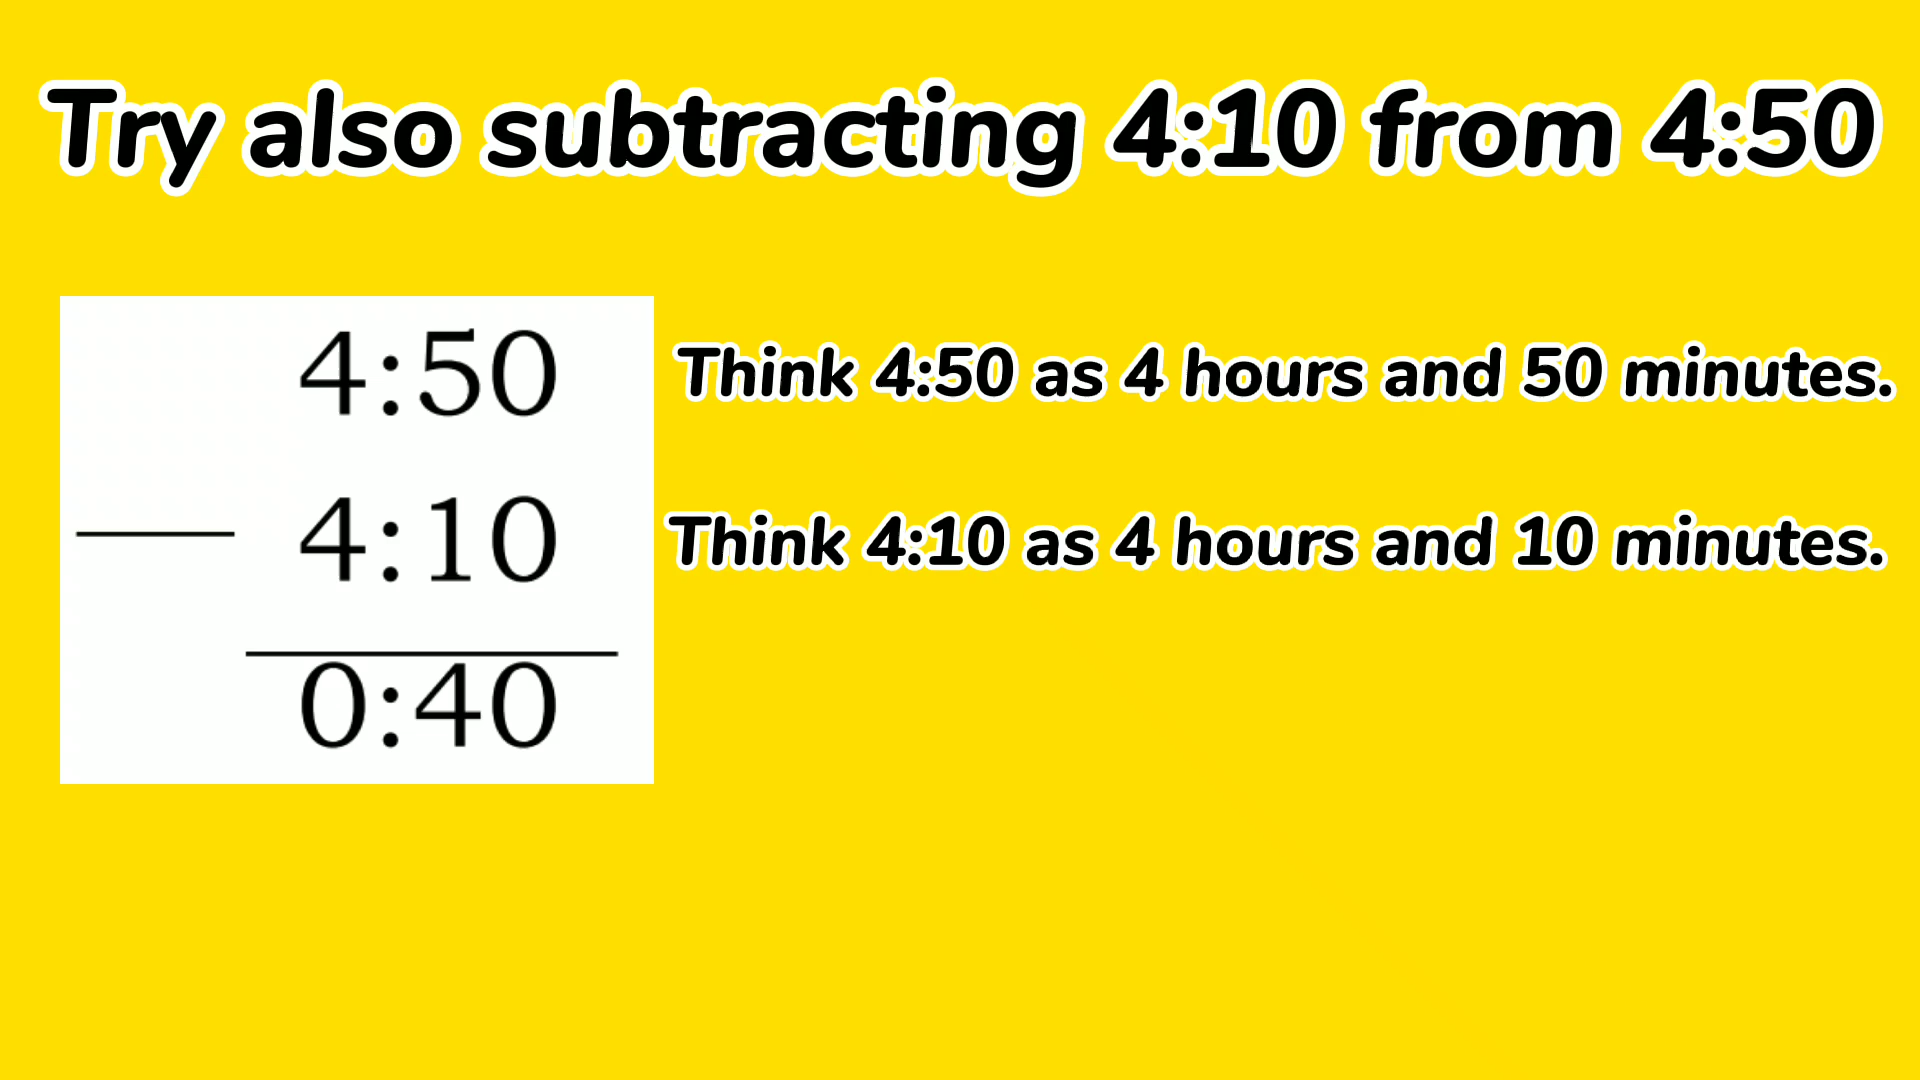 Try also subtracting 4:10 from 4:50
4:50
Think 4:50 as 4 hours and 50 minutes.
— 4:10
Think 4:10 as 4 hours and 10 minutes.
0:40